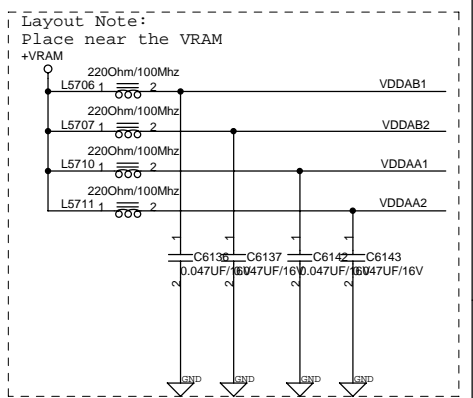 Layout Note:
Place near the VRAM
+VRAM
220Ohm/100Mhz
L5706 1 2 VDDAB1
220Ohm/100Mhz
L5707 1 2 VDDAB2
220Ohm/100Mhz
L5710 1 2 VDDAA1
220Ohm/100Mhz
L5711 1 2 VDDAA2
1 1 1 1
C6136 C6137 C6142 C6143
0.047UF/16V 0.047UF/16V 0.047UF/16V 0.047UF/16V
2 2 2 2
GND GND GND GND